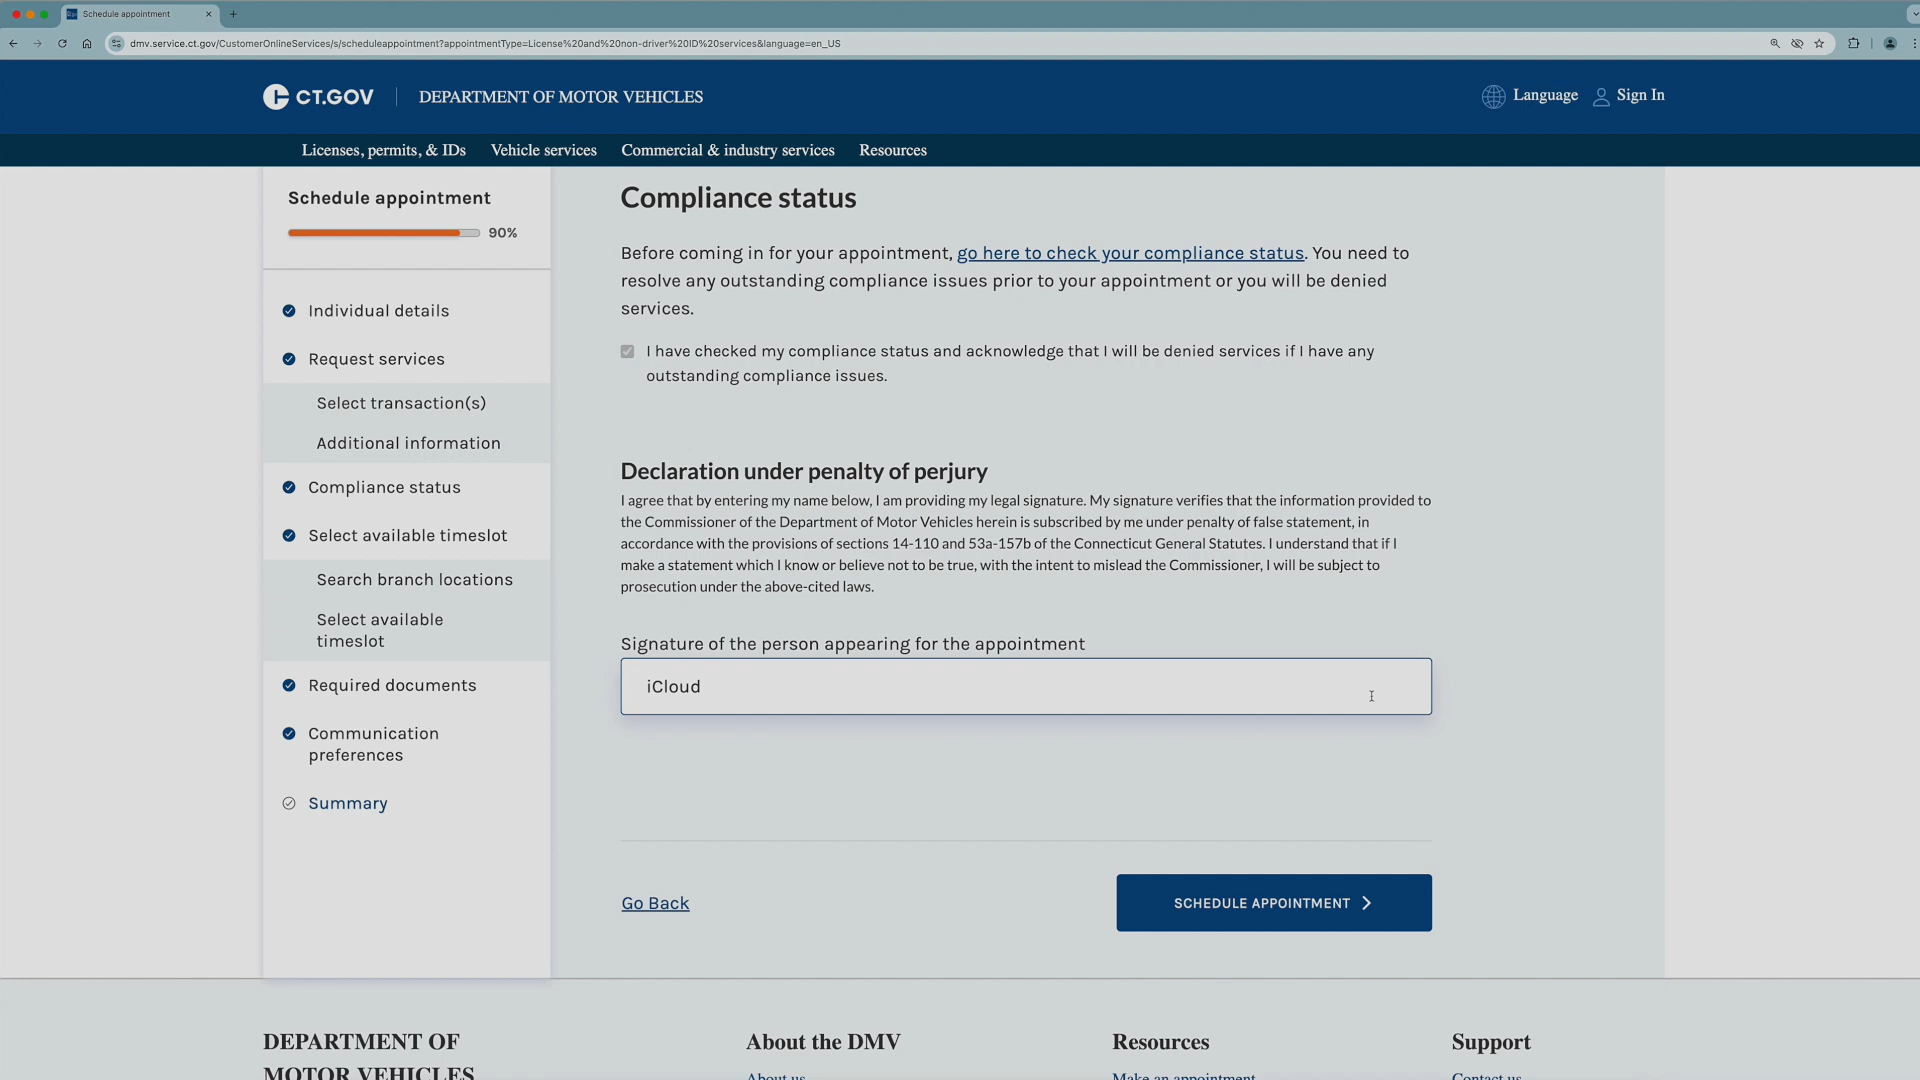 Schedule appointment
dmv.service.ct.gov/CustomerOnlineServices/s/scheduleappointment?appointmentType=License%20and%20non-driver%20ID%20services&language=en_US
CT.GOV
DEPARTMENT OF MOTOR VEHICLES
Language
Sign In
Licenses, permits, & IDs
Vehicle services
Commercial & industry services
Resources
Schedule appointment
90%
Individual details
Request services
Select transaction(s)
Additional information
Compliance status
Select available timeslot
Search branch locations
Select available
timeslot
Required documents
Communication
preferences
Summary
Compliance status
Before coming in for your appointment, go here to check your compliance status. You need to
resolve any outstanding compliance issues prior to your appointment or you will be denied
services.
I have checked my compliance status and acknowledge that I will be denied services if I have any
outstanding compliance issues.
Declaration under penalty of perjury
I agree that by entering my name below, I am providing my legal signature. My signature verifies that the information provided to
the Commissioner of the Department of Motor Vehicles herein is subscribed by me under penalty of false statement, in
accordance with the provisions of sections 14-110 and 53a-157b of the Connecticut General Statutes. I understand that if I
make a statement which I know or believe not to be true, with the intent to mislead the Commissioner, I will be subject to
prosecution under the above-cited laws.
Signature of the person appearing for the appointment
iCloud
Go Back
SCHEDULE APPOINTMENT
DEPARTMENT OF
MOTOR VEHICLES
About the DMV
About us
Resources
Make an appointment
Support
Contact us